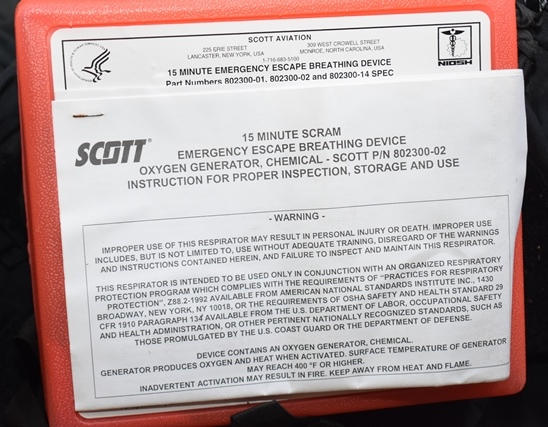 SCOTT AVIATION
225 ERIE STREET
LANCASTER, NEW YORK, USA
309 WEST CROWELL STREET
MONROE, NORTH CAROLINA, USA
1-716-683-5100
15 MINUTE EMERGENCY ESCAPE BREATHING DEVICE
Part Numbers 802300-01, 802300-02 and 802300-14 SPEC
NIOSH
SCOTT®
15 MINUTE SCRAM
EMERGENCY ESCAPE BREATHING DEVICE
OXYGEN GENERATOR, CHEMICAL - SCOTT P/N 802300-02
INSTRUCTION FOR PROPER INSPECTION, STORAGE AND USE
- WARNING -
IMPROPER USE OF THIS RESPIRATOR MAY RESULT IN PERSONAL INJURY OR DEATH. IMPROPER USE
INCLUDES, BUT IS NOT LIMITED TO, USE WITHOUT ADEQUATE TRAINING, DISREGARD OF THE WARNINGS
AND INSTRUCTIONS CONTAINED HEREIN, AND FAILURE TO INSPECT AND MAINTAIN THIS RESPIRATOR.
THIS RESPIRATOR IS INTENDED TO BE USED ONLY IN CONJUNCTION WITH AN ORGANIZED RESPIRATORY
PROTECTION PROGRAM WHICH COMPLIES WITH THE REQUIREMENTS OF "PRACTICES FOR RESPIRATORY
PROTECTION", Z88.2-1992 AVAILABLE FROM AMERICAN NATIONAL STANDARDS INSTITUTE INC., 1430
BROADWAY, NEW YORK, NY 10018, OR THE REQUIREMENTS OF OSHA SAFETY AND HEALTH STANDARD 29
CFR 1910 PARAGRAPH 134 AVAILABLE FROM THE U.S. DEPARTMENT OF LABOR, OCCUPATIONAL SAFETY
AND HEALTH ADMINISTRATION, OR OTHER PERTINENT NATIONALLY RECOGNIZED STANDARDS, SUCH AS
THOSE PROMULGATED BY THE U.S. COAST GUARD OR THE DEPARTMENT OF DEFENSE.
DEVICE CONTAINS AN OXYGEN GENERATOR, CHEMICAL.
GENERATOR PRODUCES OXYGEN AND HEAT WHEN ACTIVATED. SURFACE TEMPERATURE OF GENERATOR
MAY REACH 400 °F OR HIGHER.
INADVERTENT ACTIVATION MAY RESULT IN FIRE. KEEP AWAY FROM HEAT AND FLAME.